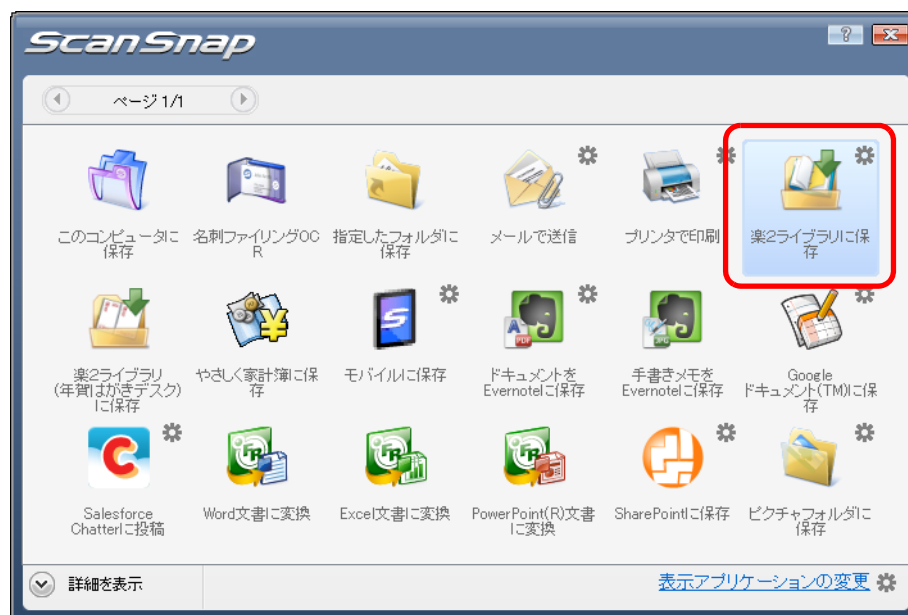 ScanSnap
?
ページ 1/1
このコンピュータに
保存
名刺ファイリングOC
R
指定したフォルダに
保存
メールで送信
プリンタで印刷
楽2ライブラリに保
存
楽2ライブラリ
(年賀はがきデスク)
に保存
やさしく家計簿に保
存
モバイルに保存
ドキュメントを
Evernoteに保存
手書きメモを
Evernoteに保存
Google
ドキュメント(TM)に保
存
Salesforce
Chatterに投稿
Word文書に変換
Excel文書に変換
PowerPoint(R)文書
に変換
SharePointに保存
ピクチャフォルダに
保存
詳細を表示
表示アプリケーションの変更